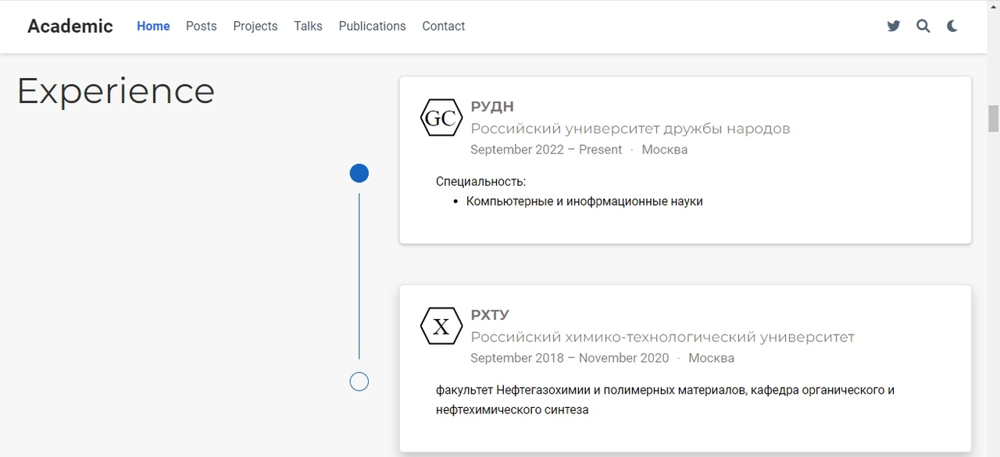 Academic Home Posts Projects Talks Publications Contact
Experience
GC
РУДН
Российский университет дружбы народов
September 2022 – Present · Москва
Специальность:
• Компьютерные и инофрмационные науки
X
РХТУ
Российский химико-технологический университет
September 2018 – November 2020 · Москва
факультет Нефтегазохимии и полимерных материалов, кафедра органического и
нефтехимического синтеза